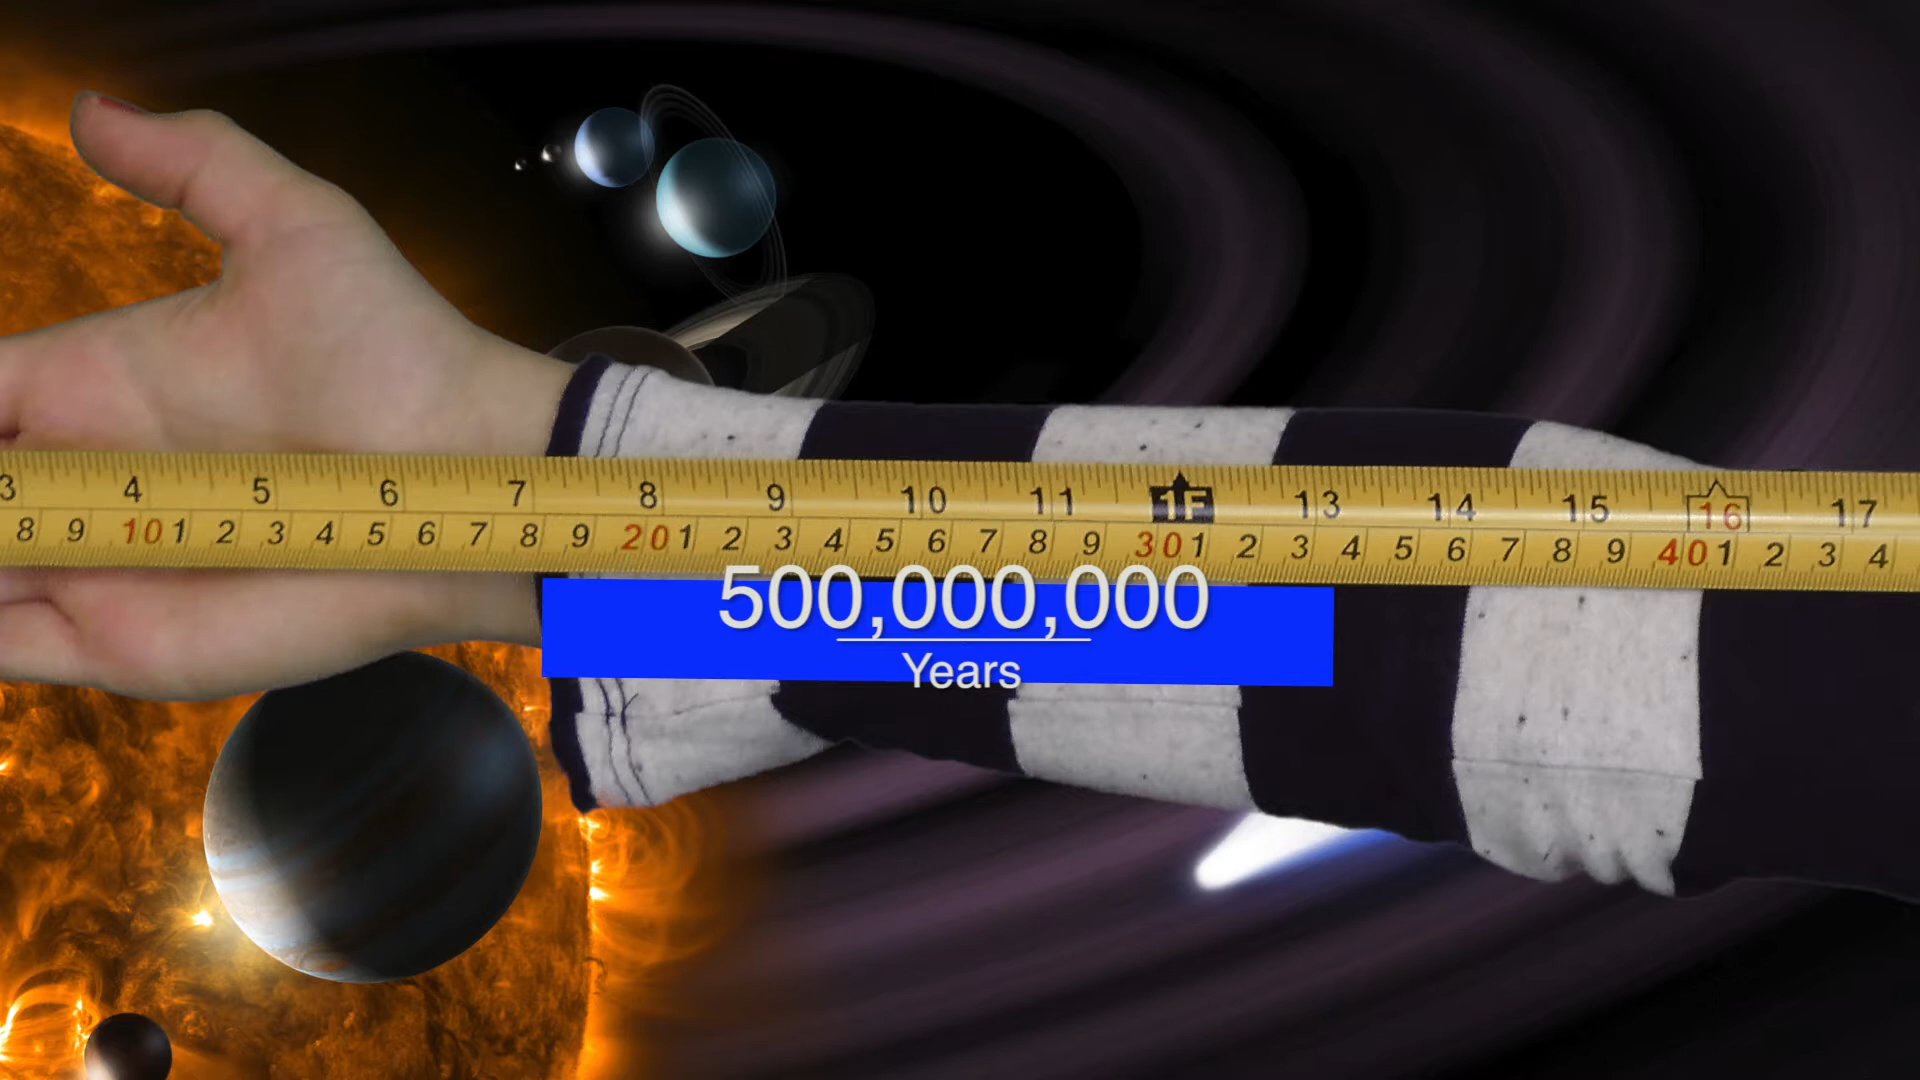 3 4 5 6 7 8 9 10 11 1F 13 14 15 16 17
8 9 10 1 2 3 4 5 6 7 8 9 20 1 2 3 4 5 6 7 8 9 30 1 2 3 4 5 6 7 8 9 40 1 2 3 4
500,000,000
Years